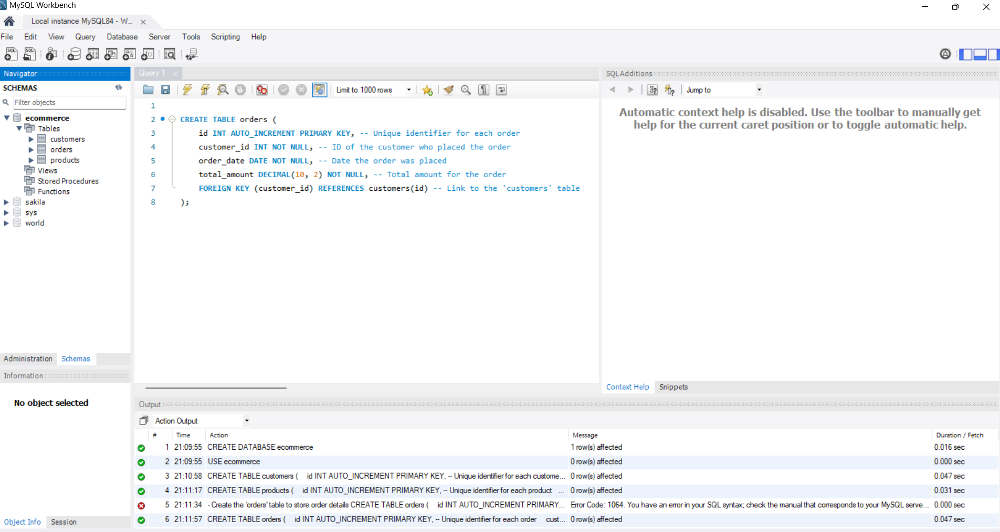 MySQL Workbench
Local instance MySQL84 - W...
File Edit View Query Database Server Tools Scripting Help
Navigator
SCHEMAS
Filter objects
ecommerce
Tables
customers
orders
products
Views
Stored Procedures
Functions
sakila
sys
world
Administration Schemas
Information
No object selected
Object Info Session
Query 1
Limit to 1000 rows
1
2 CREATE TABLE orders (
3 id INT AUTO_INCREMENT PRIMARY KEY, -- Unique identifier for each order
4 customer_id INT NOT NULL, -- ID of the customer who placed the order
5 order_date DATE NOT NULL, -- Date the order was placed
6 total_amount DECIMAL(10, 2) NOT NULL, -- Total amount for the order
7 FOREIGN KEY (customer_id) REFERENCES customers(id) -- Link to the 'customers' table
8 );
SQLAdditions
Jump to
Automatic context help is disabled. Use the toolbar to manually get
help for the current caret position or to toggle automatic help.
Context Help Snippets
Output
Action Output
# Time Action Message Duration / Fetch
1 21:09:55 CREATE DATABASE ecommerce 1 row(s) affected 0.016 sec
2 21:09:55 USE ecommerce 0 row(s) affected 0.000 sec
3 21:10:58 CREATE TABLE customers ( id INT AUTO_INCREMENT PRIMARY KEY, -- Unique identifier for each custome... 0 row(s) affected 0.047 sec
4 21:11:17 CREATE TABLE products ( id INT AUTO_INCREMENT PRIMARY KEY, -- Unique identifier for each product ... 0 row(s) affected 0.031 sec
5 21:11:34 - Create the 'orders' table to store order details CREATE TABLE orders ( id INT AUTO_INCREMENT PRIMARY... Error Code: 1064. You have an error in your SQL syntax; check the manual that corresponds to your MySQL serve... 0.000 sec
6 21:11:57 CREATE TABLE orders ( id INT AUTO_INCREMENT PRIMARY KEY, -- Unique identifier for each order cust... 0 row(s) affected 0.047 sec